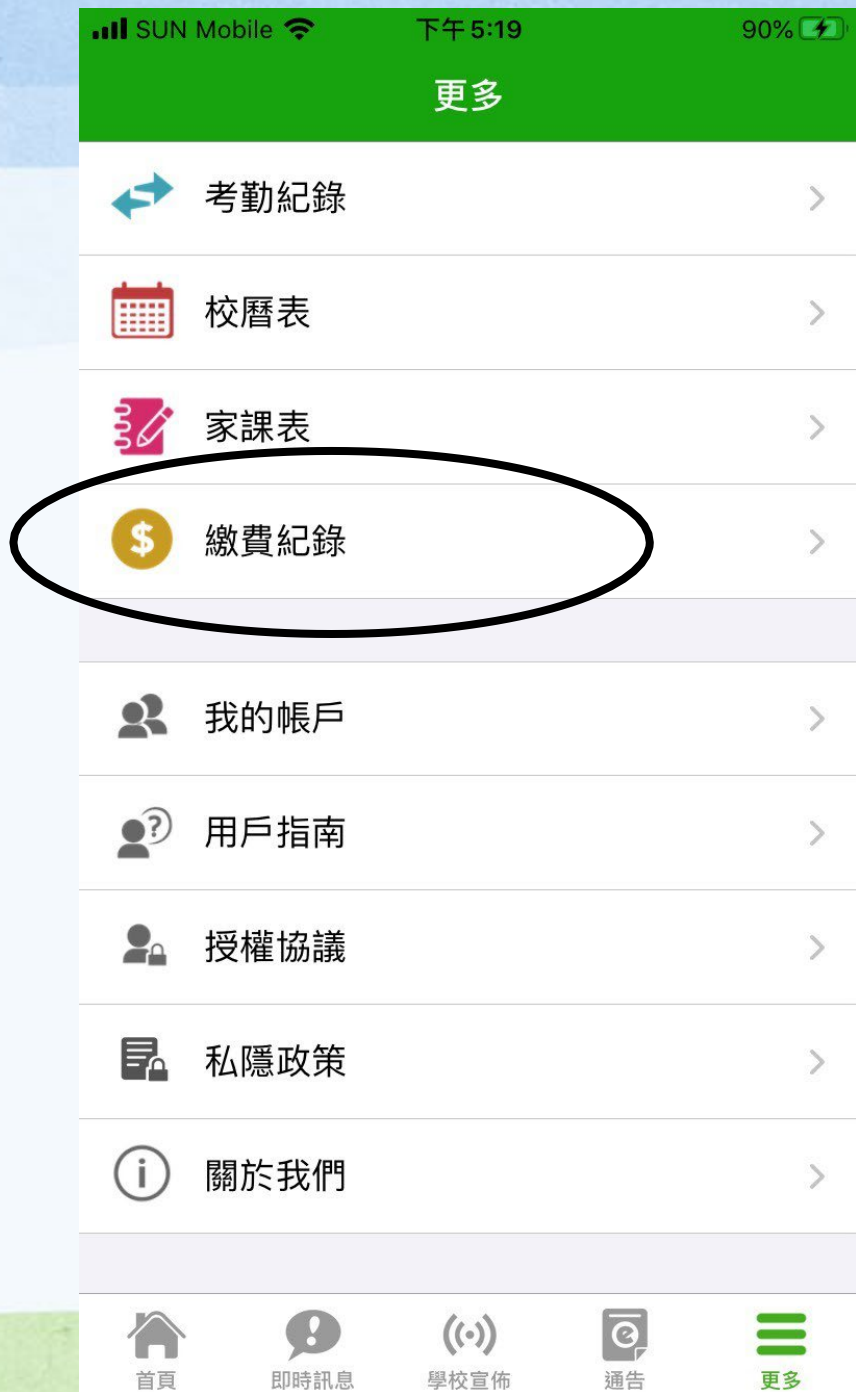 SUN Mobile 下午 5:19 90%
更多
考勤紀錄
校曆表
家課表
$ 繳費紀錄
我的帳戶
用戶指南
授權協議
私隱政策
關於我們
首頁 即時訊息 學校宣佈 通告 更多